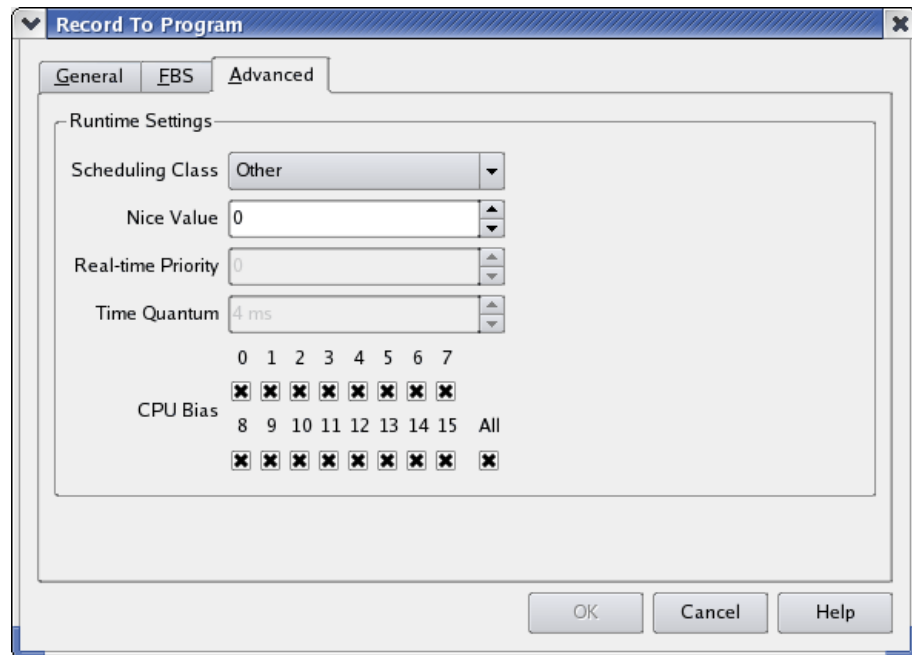 Record To Program
General FBS Advanced
Runtime Settings
Scheduling Class Other
Nice Value 0
Real-time Priority 0
Time Quantum 4 ms
0 1 2 3 4 5 6 7
CPU Bias
8 9 10 11 12 13 14 15 All
OK Cancel Help